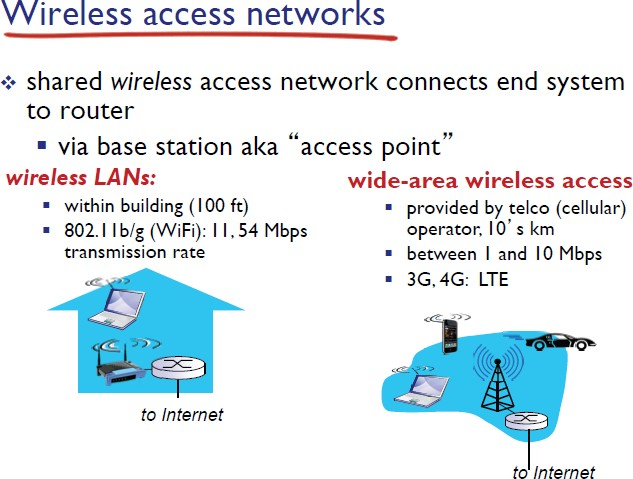 Wireless access networks
❖ shared wireless access network connects end system
to router
▪ via base station aka “access point”
wireless LANs:
▪ within building (100 ft)
▪ 802.11b/g (WiFi): 11, 54 Mbps
transmission rate
to Internet
wide-area wireless access
▪ provided by telco (cellular)
operator, 10’ s km
▪ between 1 and 10 Mbps
▪ 3G, 4G: LTE
to Internet